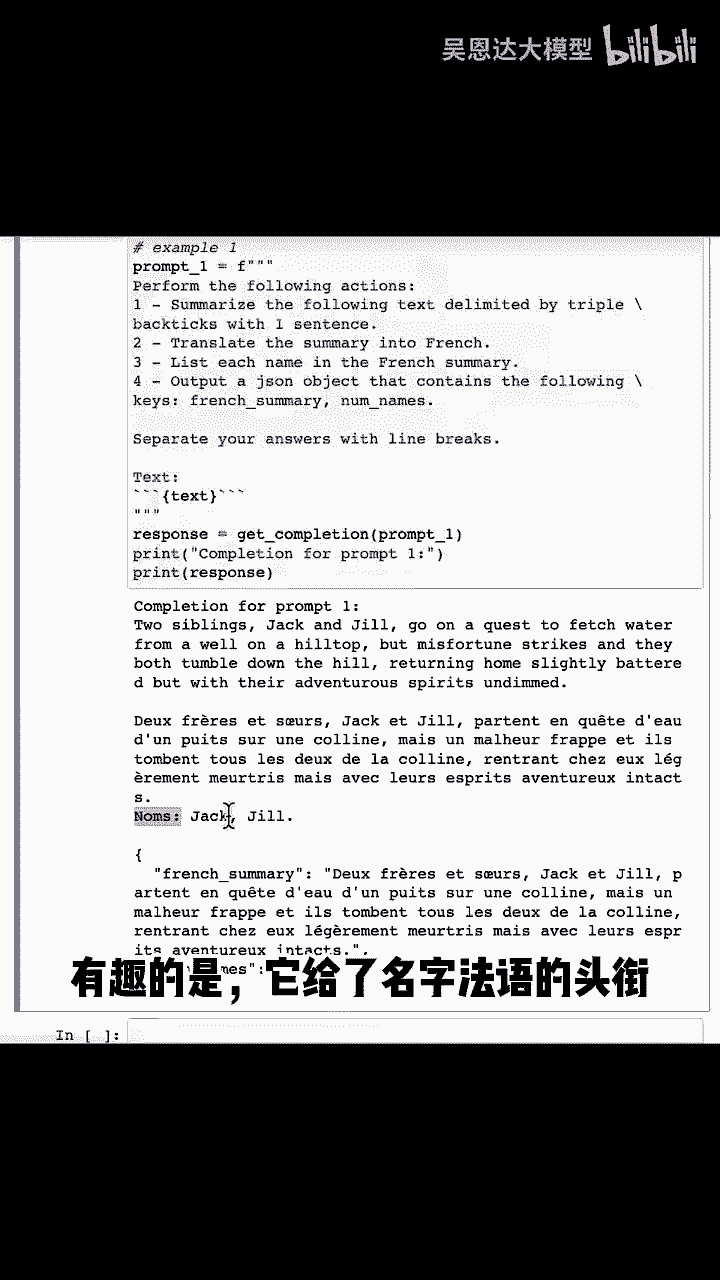 吴恩达大模型 bilibili
# example 1
prompt_1 = f"""
Perform the following actions:
1 - Summarize the following text delimited by triple \
backticks with 1 sentence.
2 - Translate the summary into French.
3 - List each name in the French summary.
4 - Output a json object that contains the following \
keys: french_summary, num_names.
Separate your answers with line breaks.
Text:
```{text}```
"""
response = get_completion(prompt_1)
print("Completion for prompt 1:")
print(response)
Completion for prompt 1:
Two siblings, Jack and Jill, go on a quest to fetch water
from a well on a hilltop, but misfortune strikes and they
both tumble down the hill, returning home slightly battere
d but with their adventurous spirits undimmed.
Deux frères et sœurs, Jack et Jill, partent en quête d'eau
d'un puits sur une colline, mais un malheur frappe et ils
tombent tous les deux de la colline, rentrant chez eux lég
èrement meurtris mais avec leurs esprits aventureux intact
s.
Noms: Jack, Jill.
{
"french_summary": "Deux frères et sœurs, Jack et Jill, p
artent en quête d'eau d'un puits sur une colline, mais un
malheur frappe et ils tombent tous les deux de la colline,
rentrant chez eux légèrement meurtris mais avec leurs espr
its aventureux intacts.",
有趣的是，它给了名字法语的头衔
In [ ]: